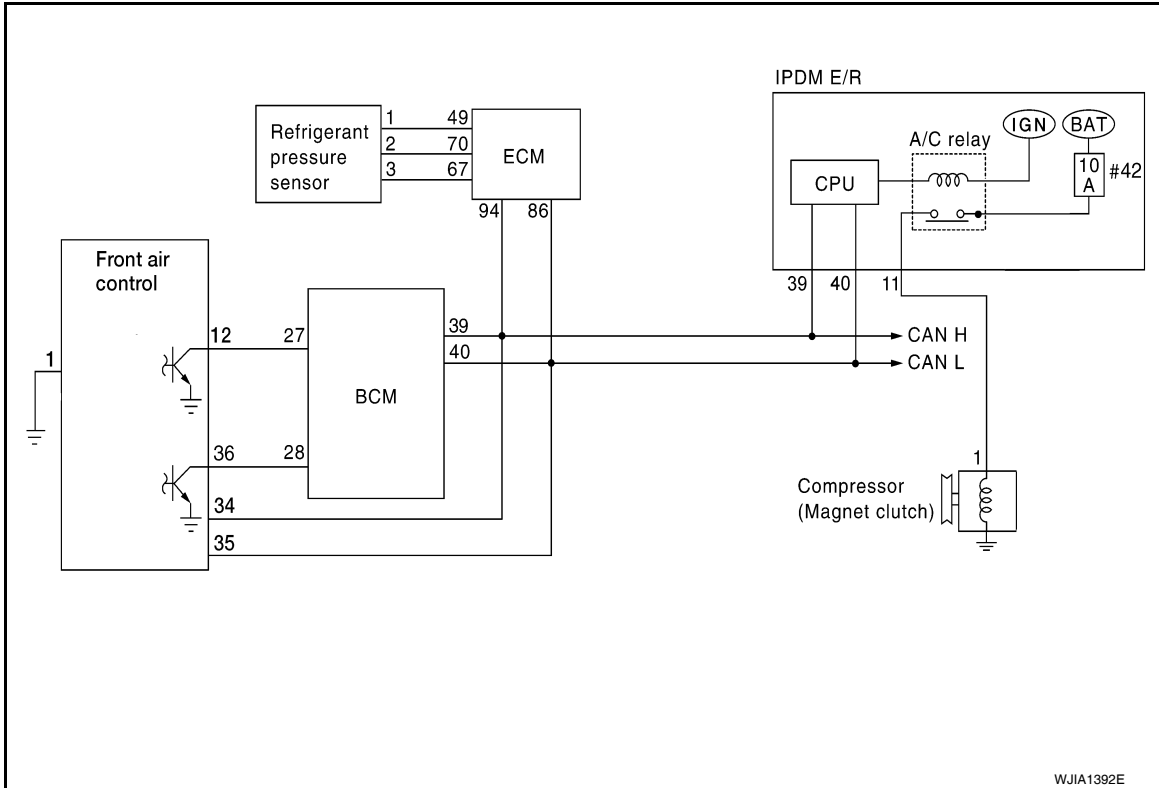 IPDM E/R
Refrigerant
pressure
sensor
1
2
3
49
70
67
ECM
94
86
A/C relay
IGN
BAT
CPU
10
A
#42
39
40
11
Front air
control
1
12
27
36
28
34
35
BCM
39
40
CAN H
CAN L
1
Compressor
(Magnet clutch)
WJIA1392E